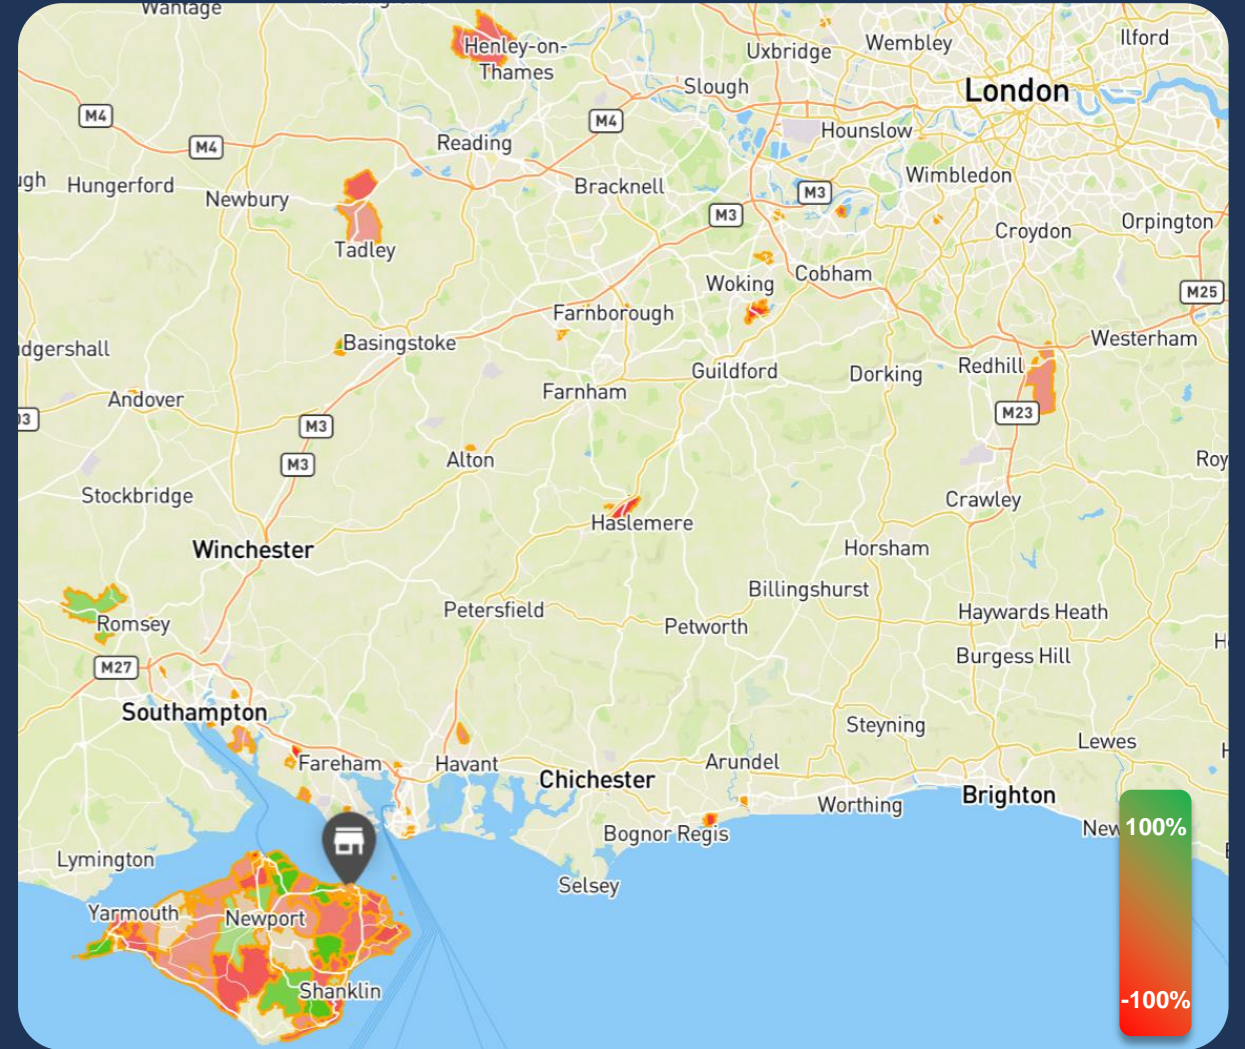 Wantage
Henley-on-
Thames
Uxbridge
Wembley
Ilford
Slough
London
M4
M4
M4
Reading
Hounslow
Hungerford
Newbury
Bracknell
M3
M3
Wimbledon
Orpington
Croydon
Tadley
Woking
Cobham
M25
Farnborough
Basingstoke
Westerham
Guildford
Dorking
Redhill
Andover
Farnham
M23
M3
M3
Alton
Stockbridge
Crawley
Haslemere
Winchester
Horsham
Billingshurst
Petersfield
Haywards Heath
Romsey
Petworth
Burgess Hill
M27
Southampton
Steyning
Lewes
Fareham
Havant
Arundel
Chichester
Brighton
Worthing
Bognor Regis
New
100%
Lymington
Selsey
Yarmouth
Newport
Shanklin
-100%